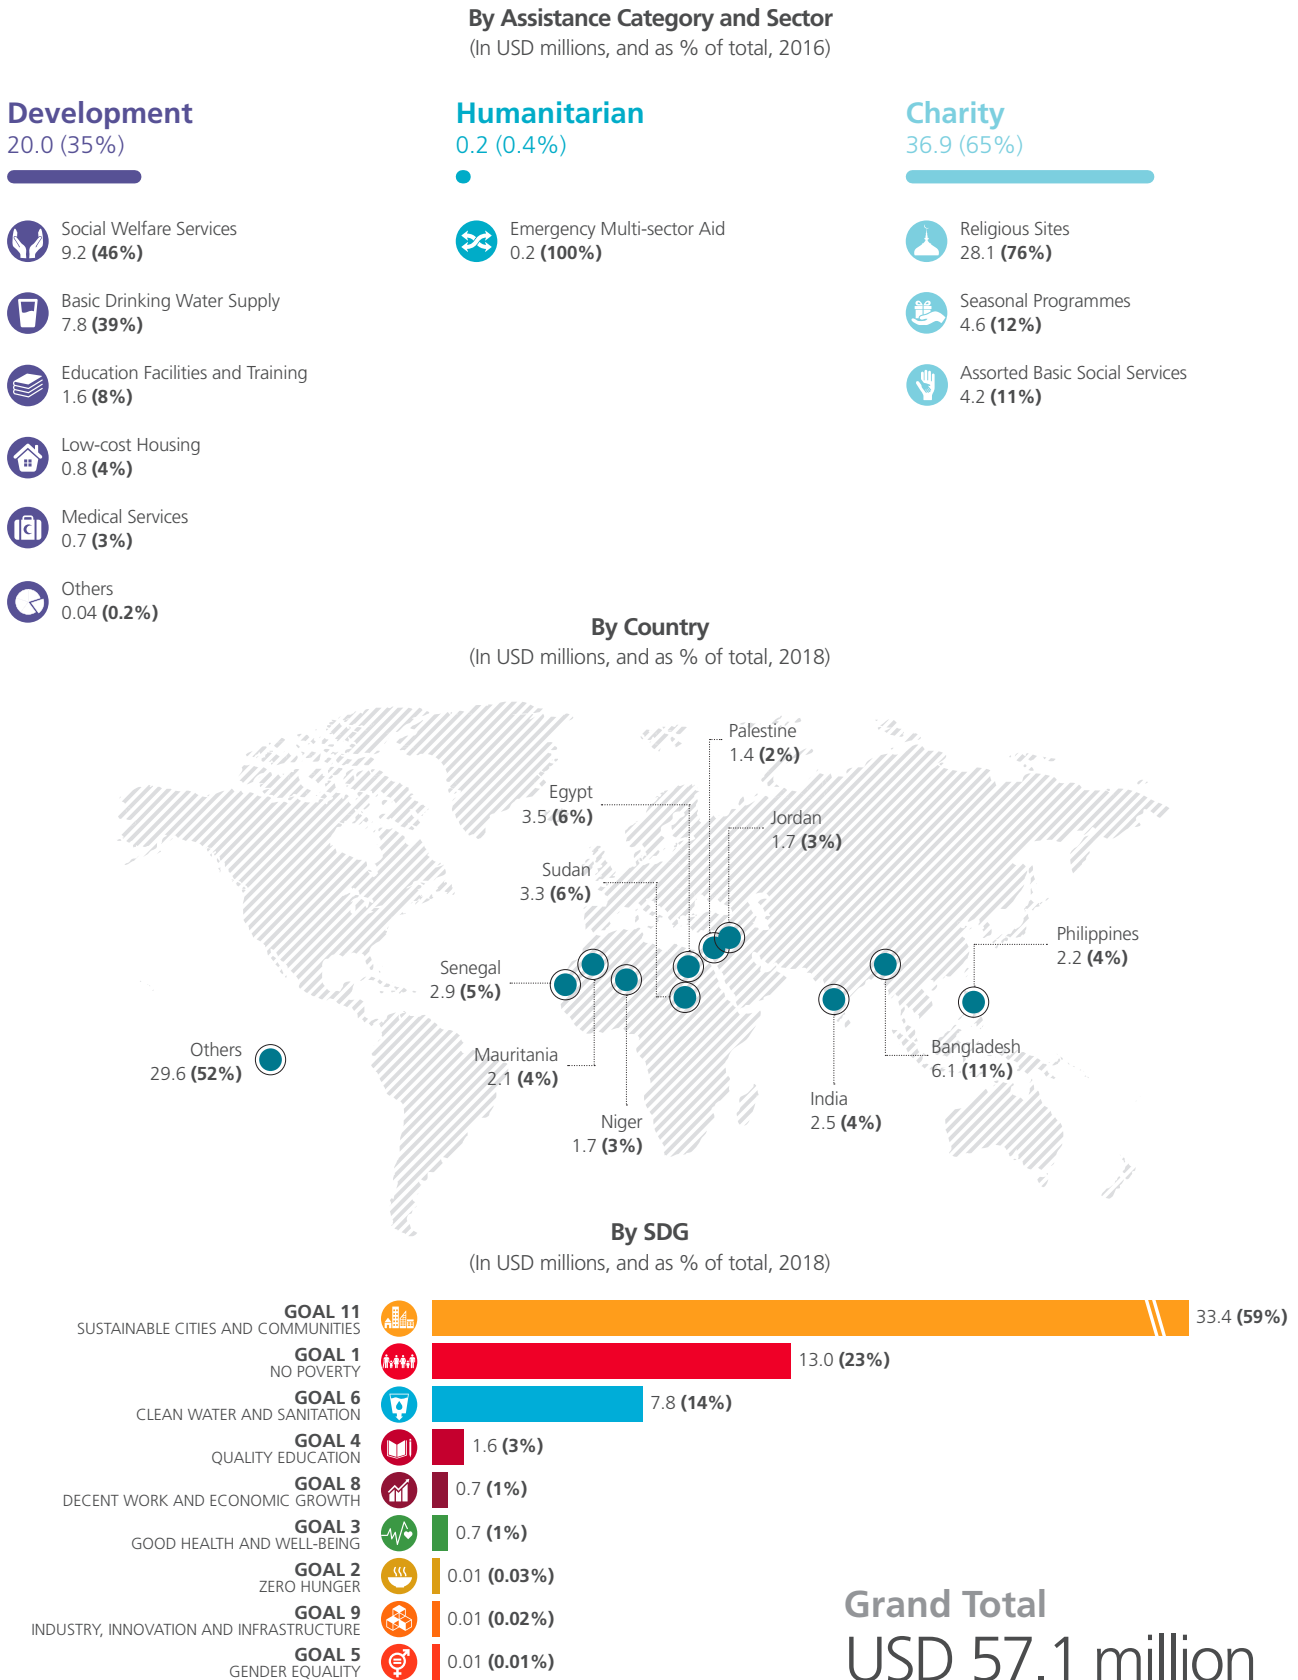 By Assistance Category and Sector
(In USD millions, and as % of total, 2016)
Development
20.0 (35%)
Social Welfare Services
9.2 (46%)
Basic Drinking Water Supply
7.8 (39%)
Education Facilities and Training
1.6 (8%)
Low-cost Housing
0.8 (4%)
Medical Services
0.7 (3%)
Others
0.04 (0.2%)
Humanitarian
0.2 (0.4%)
Emergency Multi-sector Aid
0.2 (100%)
Charity
36.9 (65%)
Religious Sites
28.1 (76%)
Seasonal Programmes
4.6 (12%)
Assorted Basic Social Services
4.2 (11%)
By Country
(In USD millions, and as % of total, 2018)
Palestine
1.4 (2%)
Egypt
3.5 (6%)
Jordan
1.7 (3%)
Sudan
3.3 (6%)
Philippines
2.2 (4%)
Senegal
2.9 (5%)
Others
29.6 (52%)
Mauritania
2.1 (4%)
Bangladesh
6.1 (11%)
India
2.5 (4%)
Niger
1.7 (3%)
By SDG
(In USD millions, and as % of total, 2018)
GOAL 11
SUSTAINABLE CITIES AND COMMUNITIES
33.4 (59%)
GOAL 1
NO POVERTY
13.0 (23%)
GOAL 6
CLEAN WATER AND SANITATION
7.8 (14%)
GOAL 4
QUALITY EDUCATION
1.6 (3%)
GOAL 8
DECENT WORK AND ECONOMIC GROWTH
0.7 (1%)
GOAL 3
GOOD HEALTH AND WELL-BEING
0.7 (1%)
GOAL 2
ZERO HUNGER
0.01 (0.03%)
GOAL 9
INDUSTRY, INNOVATION AND INFRASTRUCTURE
0.01 (0.02%)
GOAL 5
GENDER EQUALITY
0.01 (0.01%)
Grand Total
USD 57.1 million